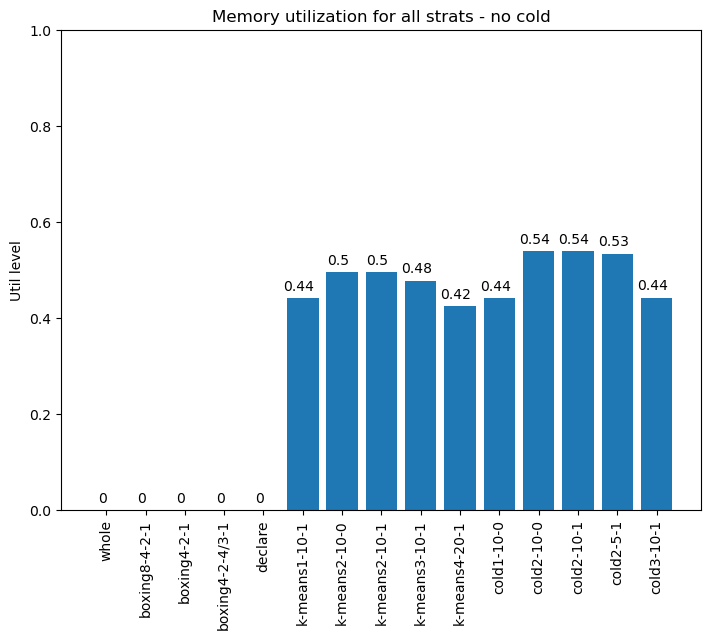 Memory utilization for all strats - no cold
Util level
1.0
0.8
0.6
0.4
0.2
0.0
0
0
0
0
0
0.44
0.5
0.5
0.48
0.42
0.44
0.54
0.54
0.53
0.44
whole
boxing8-4-2-1
boxing4-2-1
boxing4-2-4/3-1
declare
k-means1-10-1
k-means2-10-0
k-means2-10-1
k-means3-10-1
k-means4-20-1
cold1-10-0
cold2-10-0
cold2-10-1
cold2-5-1
cold3-10-1